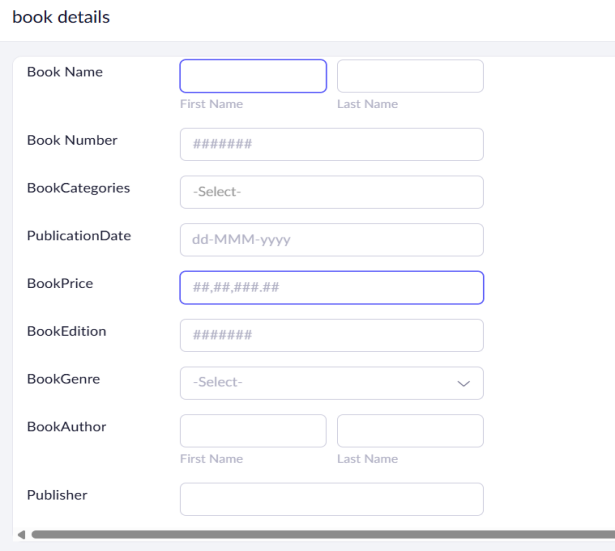 book details
Book Name
First Name Last Name
Book Number #######
BookCategories -Select-
PublicationDate dd-MMM-yyyy
BookPrice ##,##,###.##
BookEdition #######
BookGenre -Select-
BookAuthor
First Name Last Name
Publisher